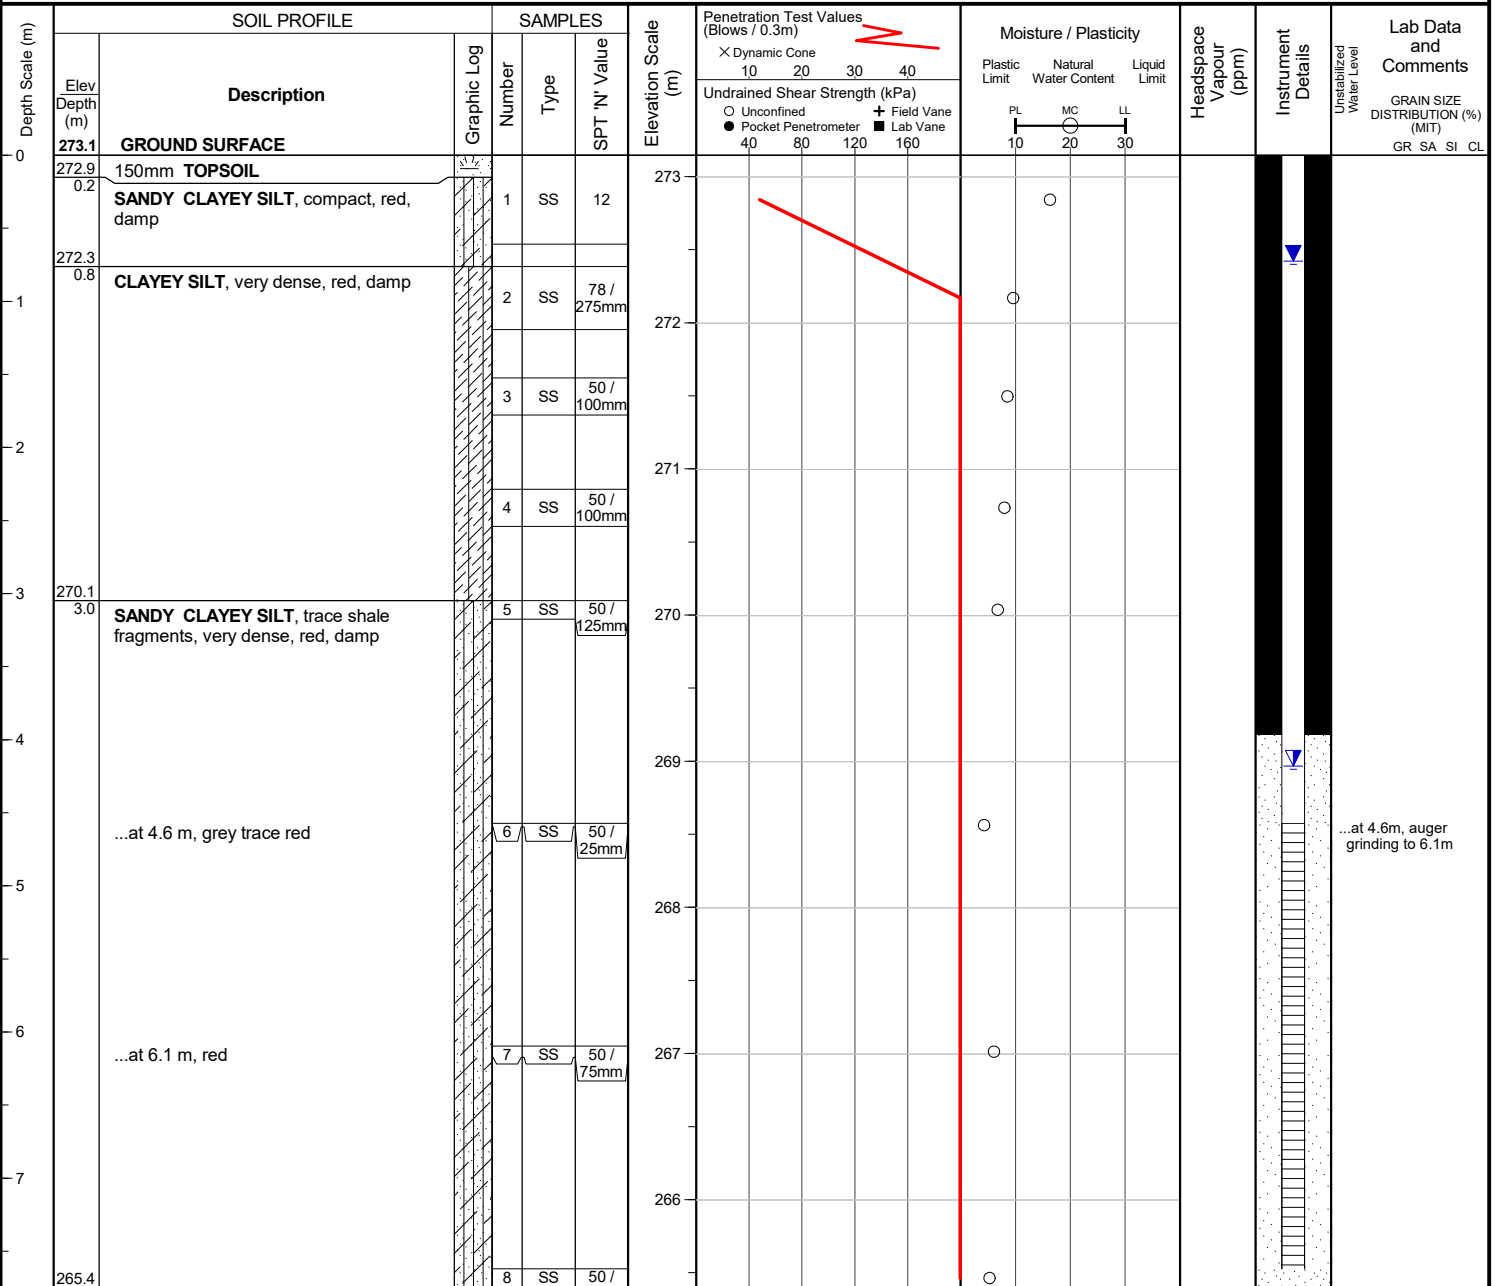 SOIL PROFILE
SAMPLES
Depth Scale (m)
Elev
Depth
(m)
Description
Graphic Log
Number
Type
SPT 'N' Value
Elevation Scale
(m)
Penetration Test Values
(Blows / 0.3m)
Dynamic Cone
10 20 30 40
Undrained Shear Strength (kPa)
Unconfined
Field Vane
Pocket Penetrometer
Lab Vane
40 80 120 160
Moisture / Plasticity
Plastic
Limit
Natural
Water Content
Liquid
Limit
PL MC LL
10 20 30
Headspace
Vapour
(ppm)
Instrument
Details
Unstabilized
Water Level
Lab Data
and
Comments
GRAIN SIZE
DISTRIBUTION (%)
(MIT)
GR SA SI CL
273.1 GROUND SURFACE
0
272.9
0.2
150mm TOPSOIL
SANDY CLAYEY SILT, compact, red,
damp
1 SS 12
273
272.3
0.8
CLAYEY SILT, very dense, red, damp
1
2 SS 78 /
275mm
272
3 SS 50 /
100mm
2
271
4 SS 50 /
100mm
270.1
3
3.0
SANDY CLAYEY SILT, trace shale
fragments, very dense, red, damp
5 SS 50 /
125mm
270
4
269
...at 4.6 m, grey trace red
6 SS 50 /
25mm
...at 4.6m, auger
grinding to 6.1m
5
268
6
...at 6.1 m, red
7 SS 50 /
75mm
267
7
266
265.4
8 SS 50 /